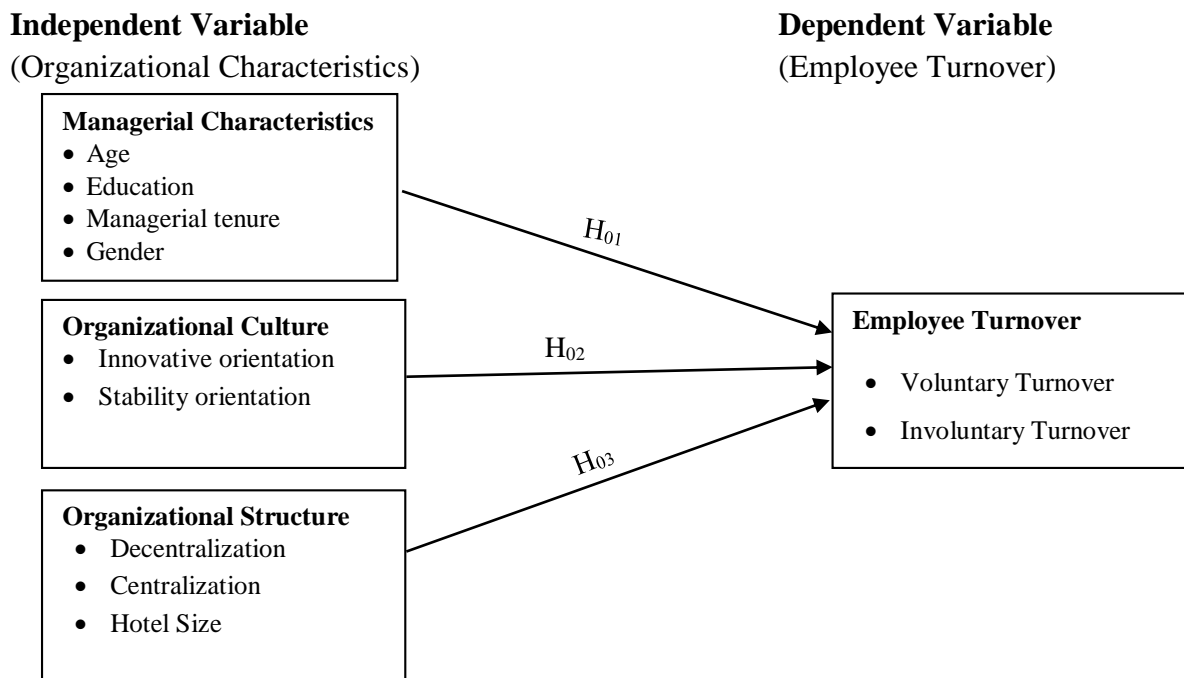 Independent Variable
(Organizational Characteristics)
Dependent Variable
(Employee Turnover)
Managerial Characteristics
• Age
• Education
• Managerial tenure
• Gender
H01
Organizational Culture
• Innovative orientation
• Stability orientation
H02
Organizational Structure
• Decentralization
• Centralization
• Hotel Size
H03
Employee Turnover
• Voluntary Turnover
• Involuntary Turnover